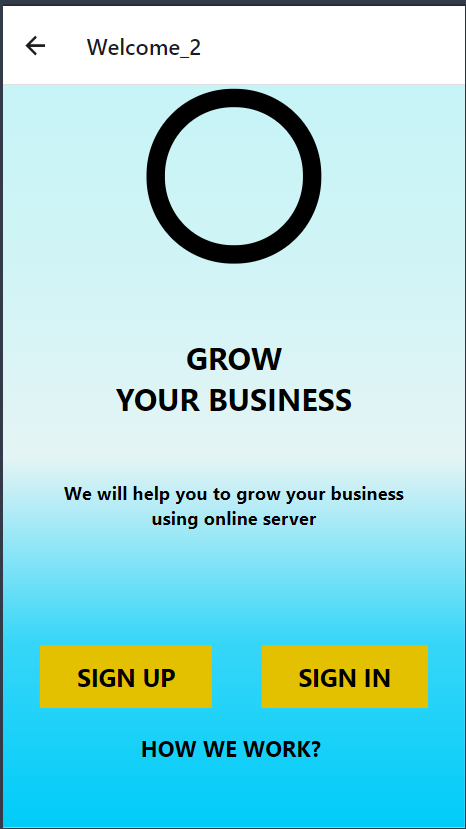 Welcome_2
GROW
YOUR BUSINESS
We will help you to grow your business
using online server
SIGN UP
SIGN IN
HOW WE WORK?